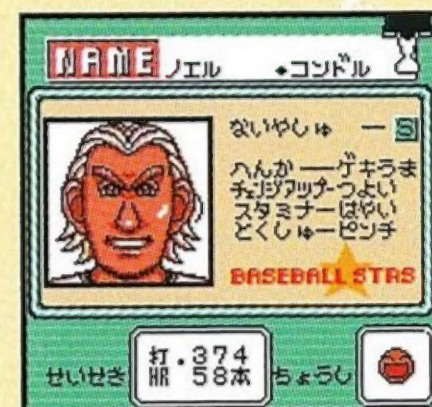 NAME ノエル ◆コンドル
ないやしゅ ー S
へんか ー ゲキうま
チェンジアップ ー つよい
スタミナ ー はやい
とくしゅ ー ピンチ
BASEBALL STRS
せいせき 打・374 ちょうし
HR 58本